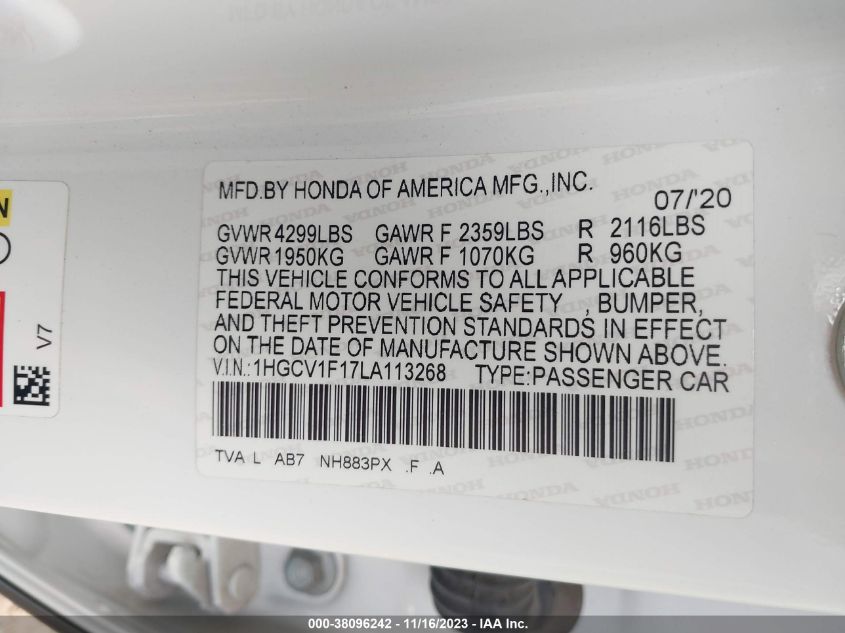 MFD.BY HONDA OF AMERICA MFG.,INC.
07/'20
GVWR 4299LBS GAWR F 2359LBS R 2116LBS
GVWR 1950KG GAWR F 1070KG R 960KG
THIS VEHICLE CONFORMS TO ALL APPLICABLE
FEDERAL MOTOR VEHICLE SAFETY , BUMPER,
AND THEFT PREVENTION STANDARDS IN EFFECT
ON THE DATE OF MANUFACTURE SHOWN ABOVE.
V.I.N.:1HGCV1F17LA113268 TYPE:PASSENGER CAR
TVA L AB7 NH883PX .F .A
N
V7
000-38096242 - 11/16/2023 - IAA Inc.